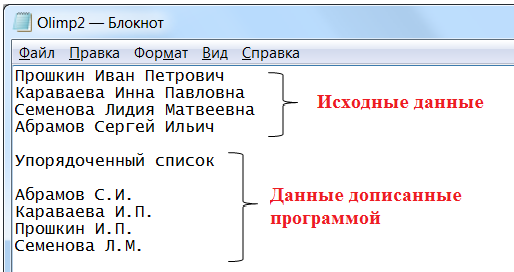 Olimp2 — Блокнот
Файл Правка Формат Вид Справка
Прошкин Иван Петрович
Караваева Инна Павловна
Семенова Лидия Матвеевна
Абрамов Сергей Ильич
Исходные данные
Упорядоченный список
Абрамов С.И.
Караваева И.П.
Прошкин И.П.
Семенова Л.М.
Данные дописанные
программой